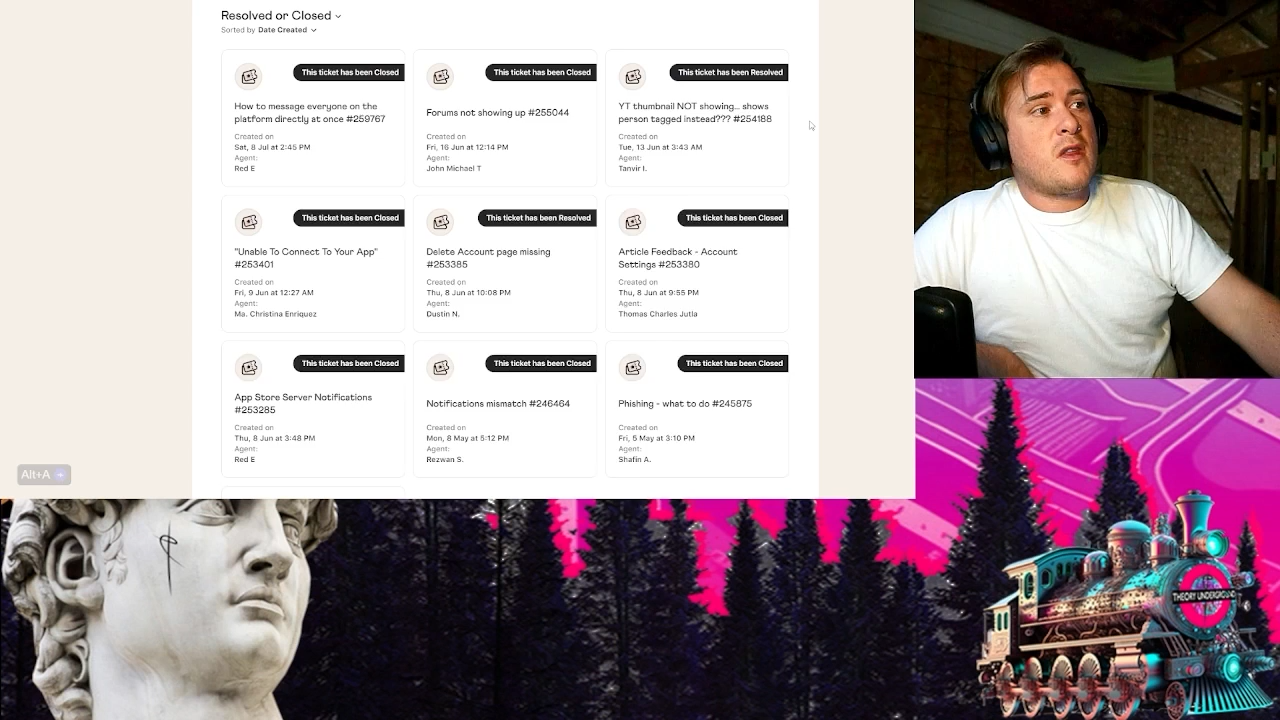 Resolved or Closed
Sorted by Date Created
This ticket has been Closed
How to message everyone on the
platform directly at once #259767
Created on
Sat, 8 Jul at 2:45 PM
Agent:
Red E
This ticket has been Closed
Forums not showing up #255044
Created on
Fri, 16 Jun at 12:14 PM
Agent:
John Michael T
This ticket has been Resolved
YT thumbnail NOT showing... shows
person tagged instead??? #254188
Created on
Tue, 13 Jun at 3:43 AM
Agent:
Tanvir I.
This ticket has been Closed
"Unable To Connect To Your App"
#253401
Created on
Fri, 9 Jun at 12:27 AM
Agent:
Ma. Christina Enriquez
This ticket has been Resolved
Delete Account page missing
#253385
Created on
Thu, 8 Jun at 10:08 PM
Agent:
Dustin N.
This ticket has been Closed
Article Feedback - Account
Settings #253380
Created on
Thu, 8 Jun at 9:55 PM
Agent:
Thomas Charles Jutla
This ticket has been Closed
App Store Server Notifications
#253285
Created on
Thu, 8 Jun at 3:48 PM
Agent:
Red E
This ticket has been Closed
Notifications mismatch #246464
Created on
Mon, 8 May at 5:12 PM
Agent:
Rezwan S.
This ticket has been Closed
Phishing - what to do #245875
Created on
Fri, 5 May at 3:10 PM
Agent:
Shafin A.
Alt+A
THEORY UNDERGROUND